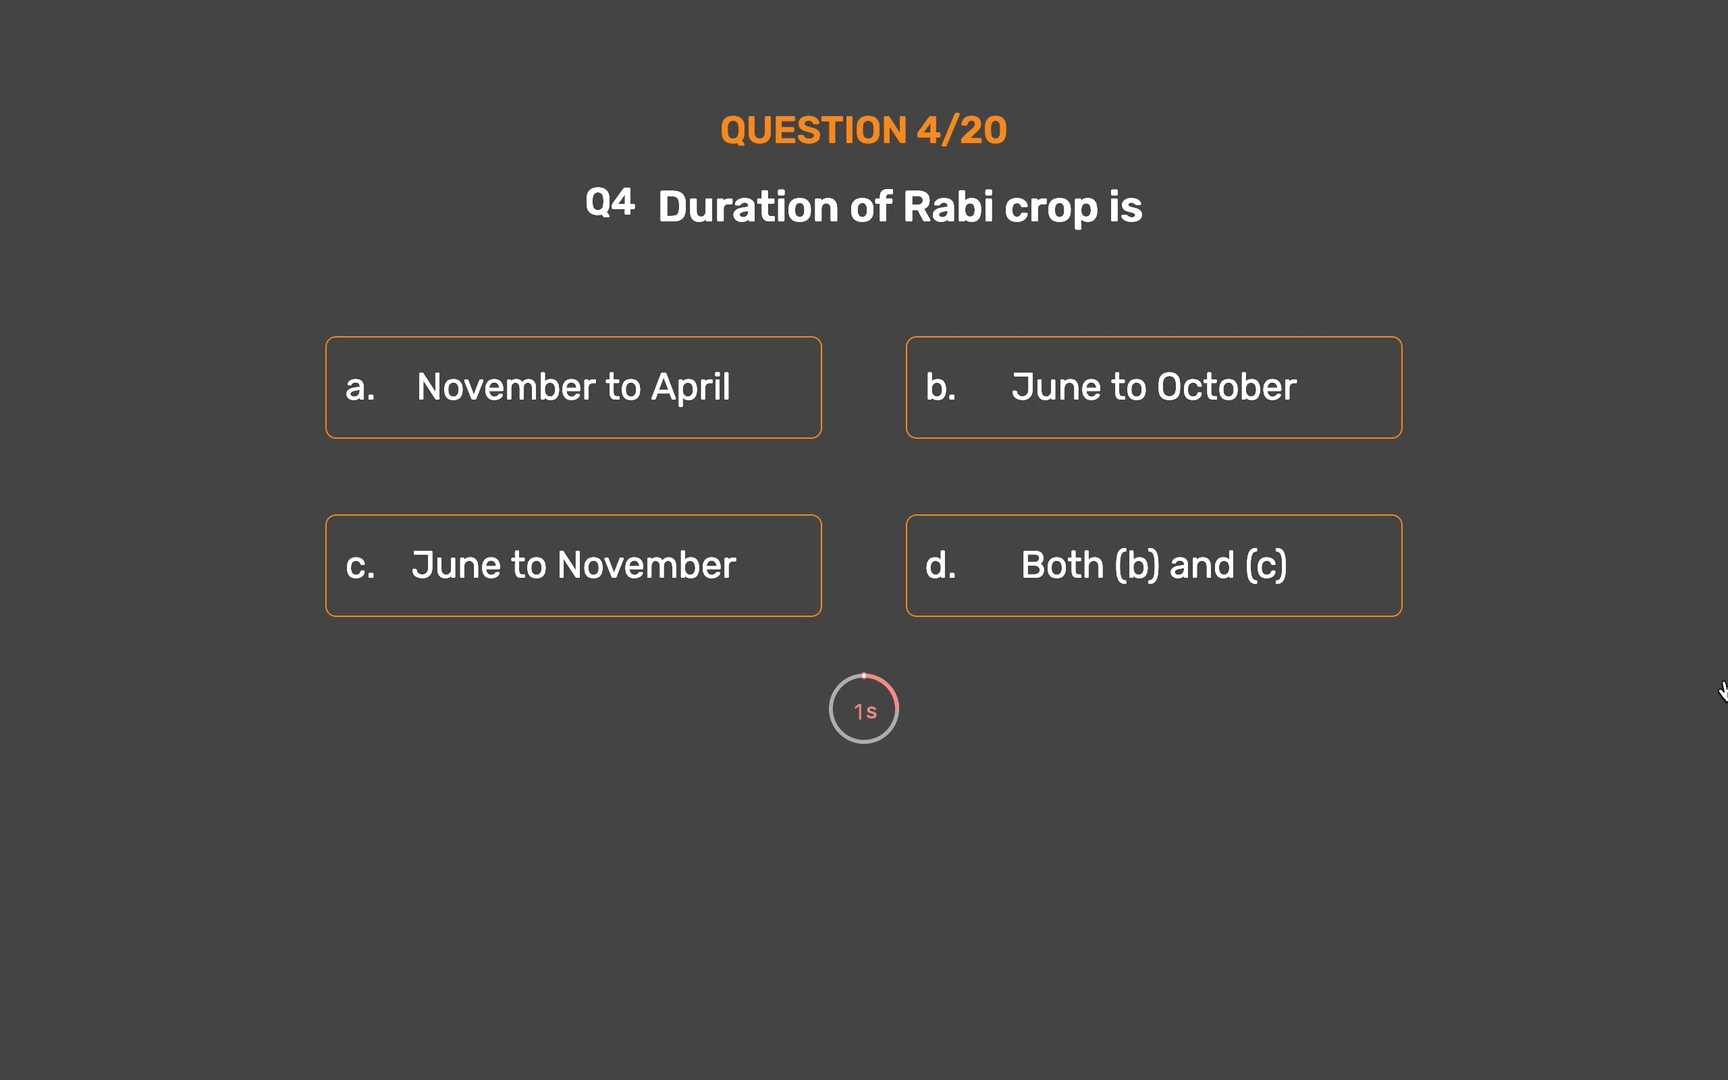 QUESTION 4/20
Q4 Duration of Rabi crop is
a. November to April
b. June to October
c. June to November
d. Both (b) and (c)
1s